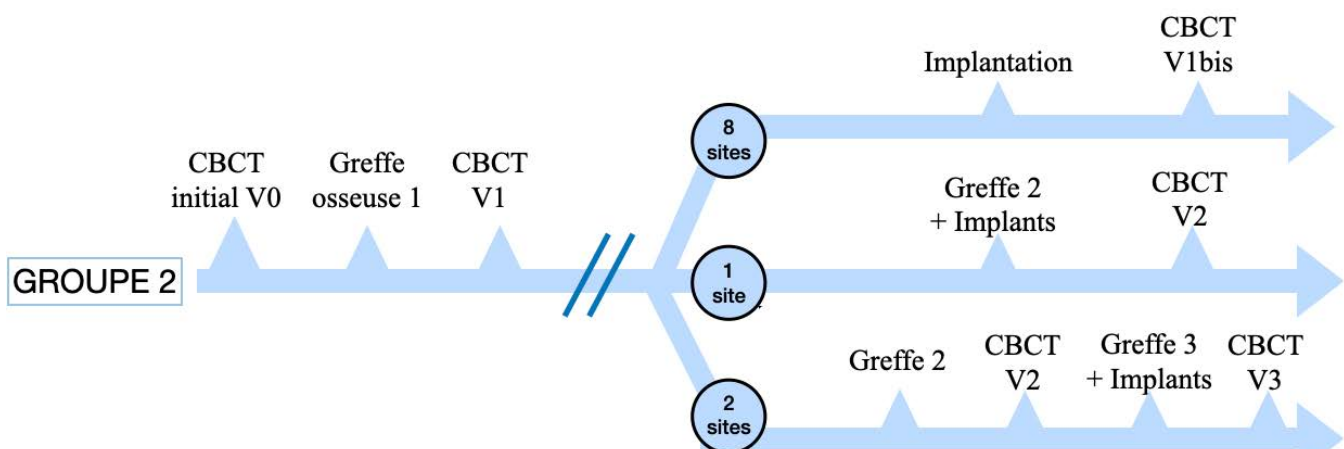 GROUPE 2
CBCT
initial V0
Greffe
osseuse 1
CBCT
V1
8
sites
Implantation
CBCT
V1bis
1
site
Greffe 2
+ Implants
CBCT
V2
2
sites
Greffe 2
CBCT
V2
Greffe 3
+ Implants
CBCT
V3